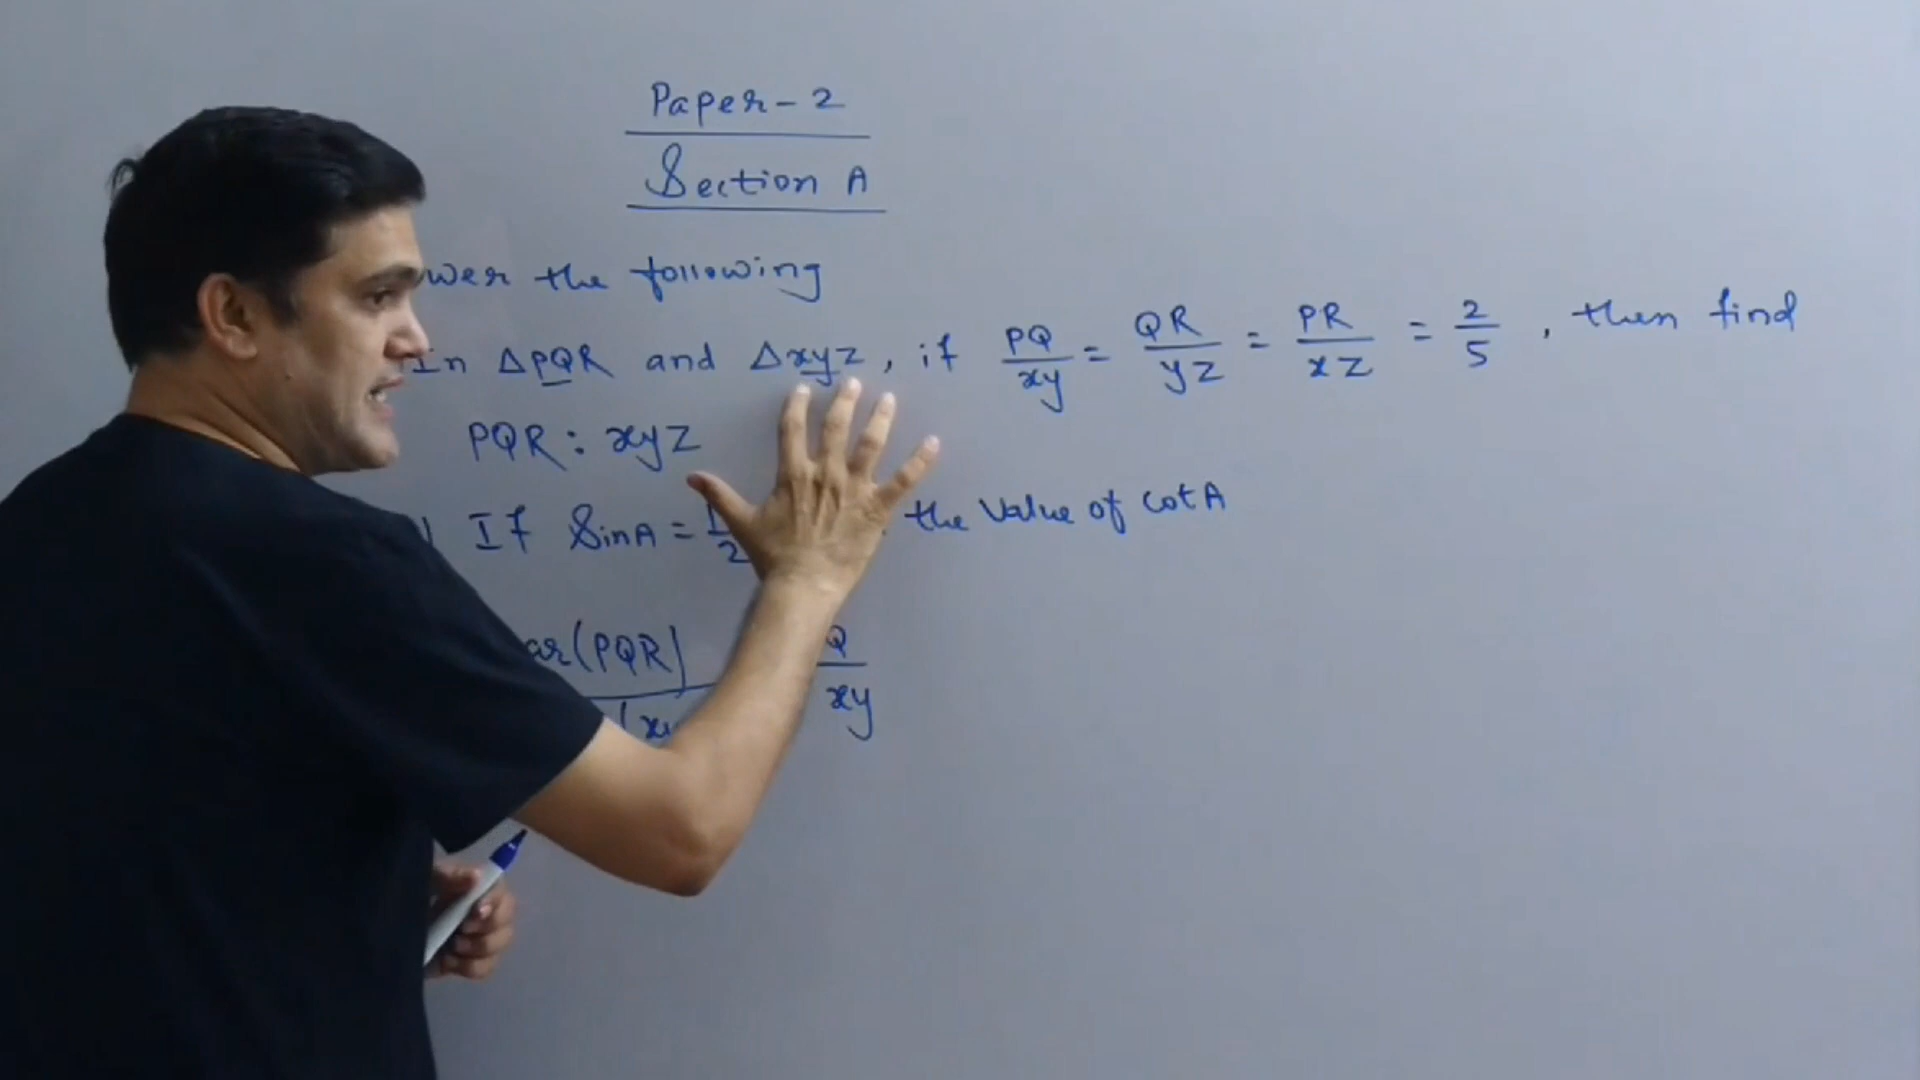 Paper-2
Section A
the following
In ΔPQR and Δxyz, if PQ/xy = QR/yz = PR/xz = 2/5, then find
PQR : xyz
If SinA = the value of cotA
ar(PQR)
xy